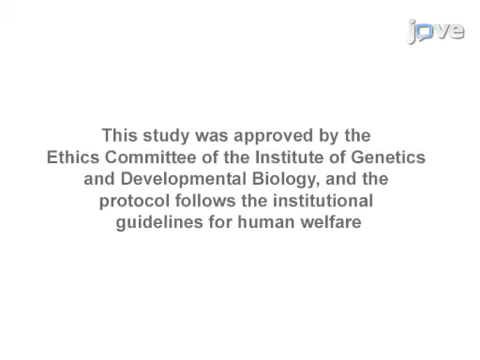 jove
This study was approved by the
Ethics Committee of the Institute of Genetics
and Developmental Biology, and the
protocol follows the institutional
guidelines for human welfare